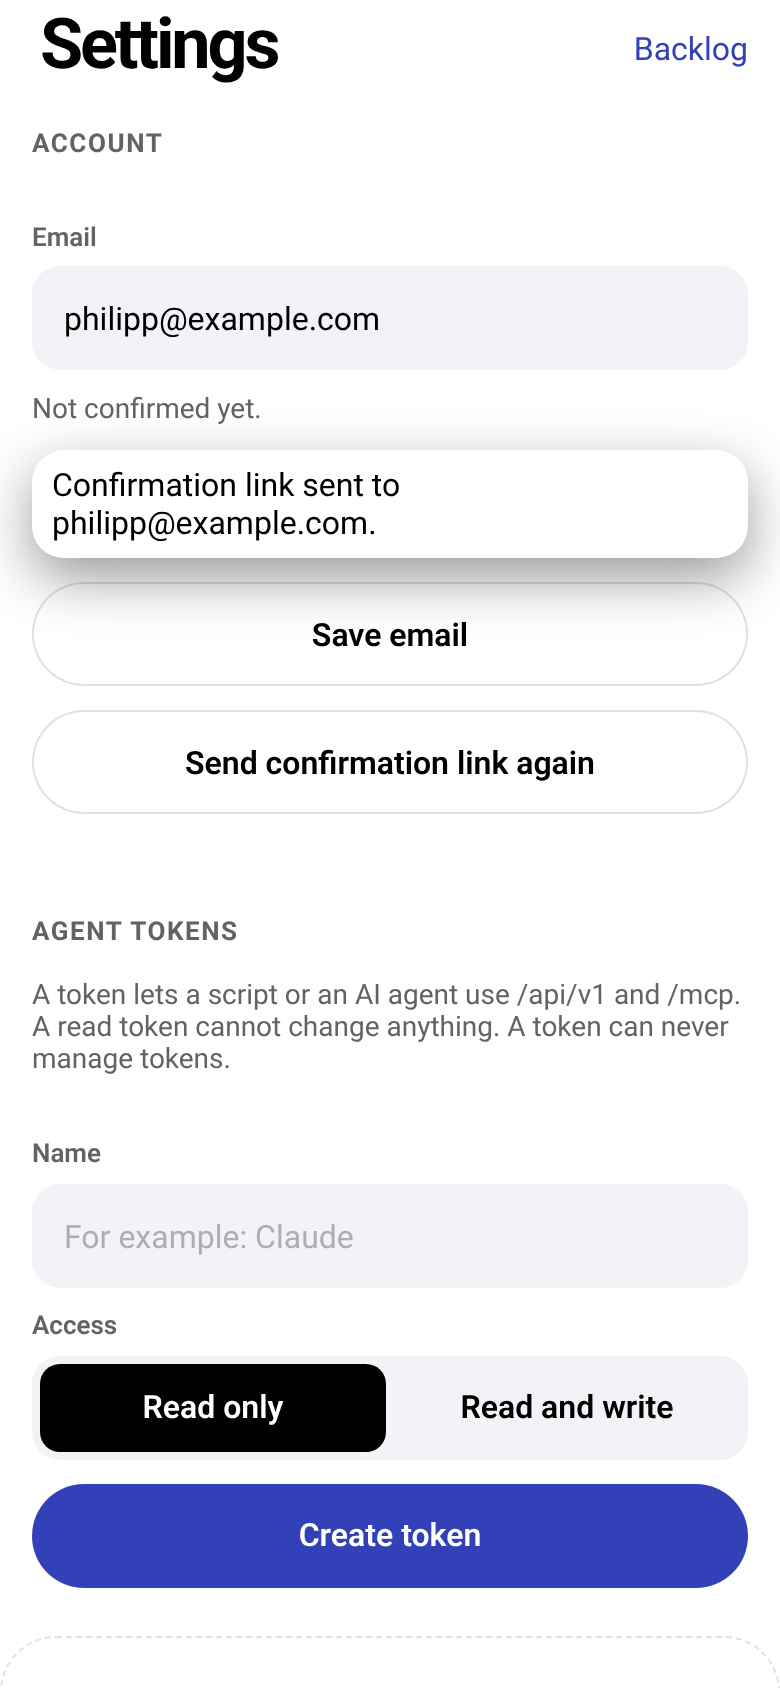 Settings
Backlog
ACCOUNT
Email
philipp@example.com
Not confirmed yet.
Confirmation link sent to
philipp@example.com.
Save email
Send confirmation link again
AGENT TOKENS
A token lets a script or an AI agent use /api/v1 and /mcp.
A read token cannot change anything. A token can never
manage tokens.
Name
For example: Claude
Access
Read only
Read and write
Create token